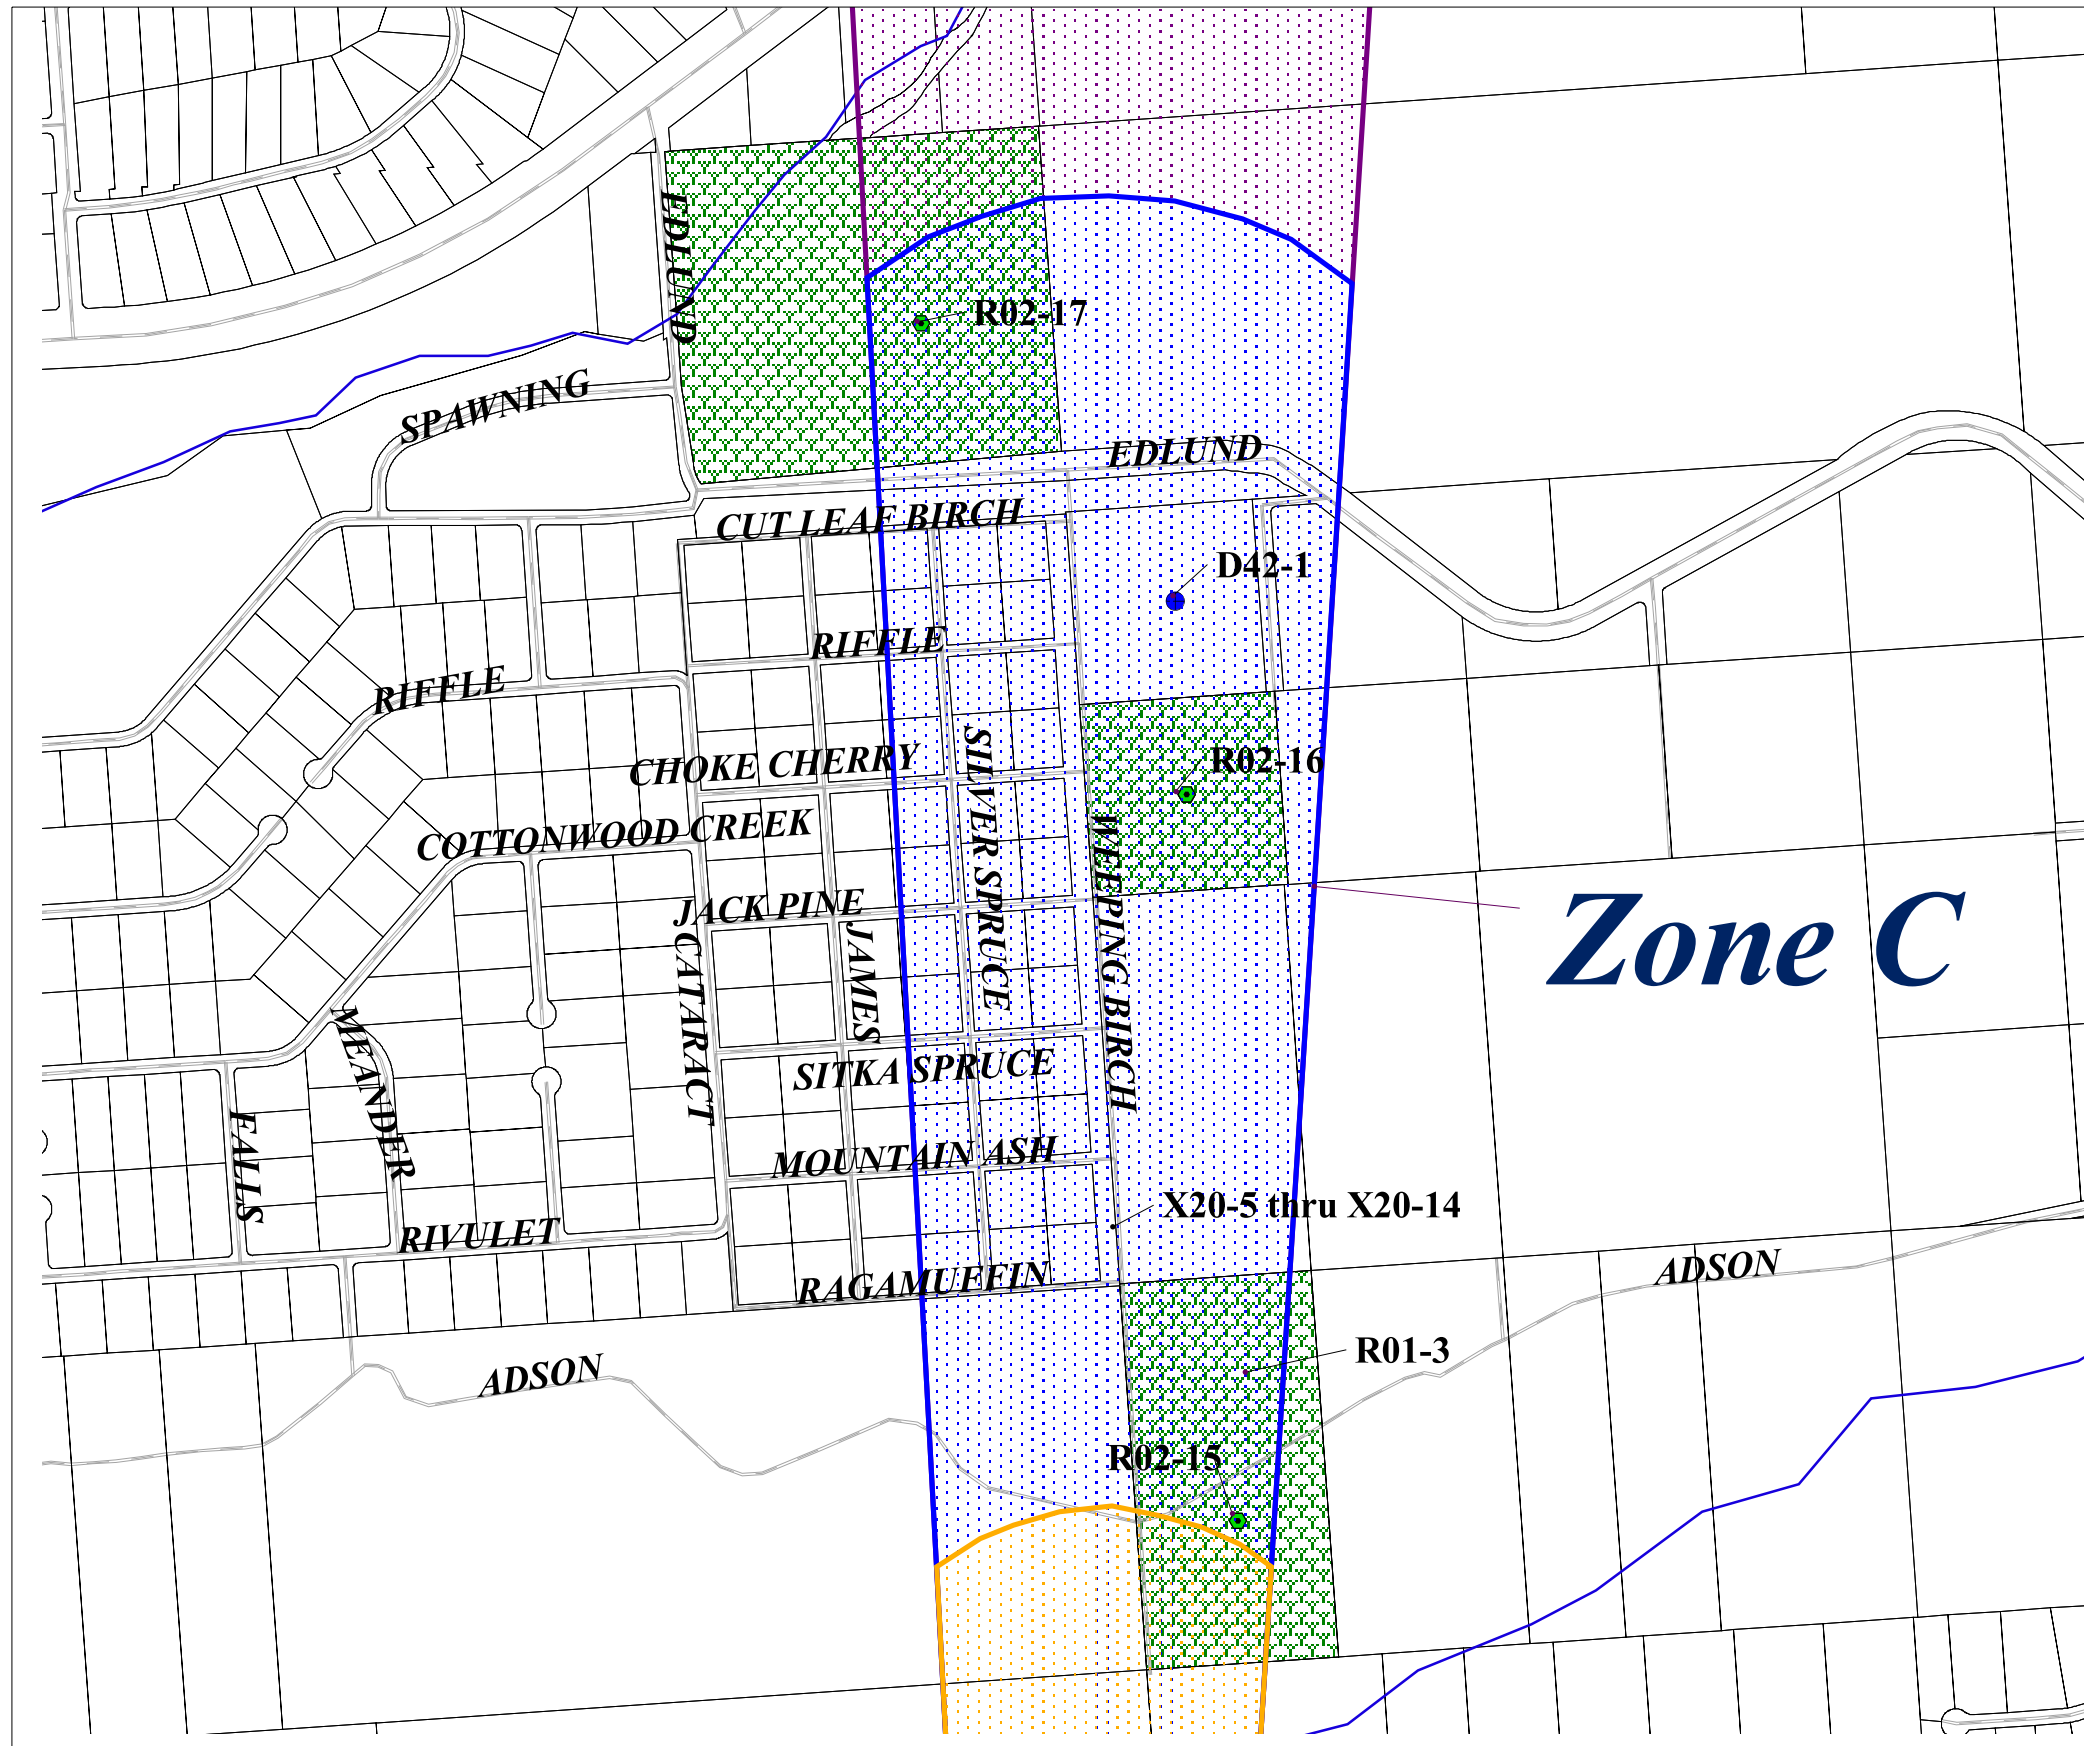 EDLUND
R02-17
SPAWNING
EDLUND
CUT LEAF BIRCH
D42-1
RIFFLE
RIFFLE
CHOKE CHERRY
SILVER SPRUCE
R02-16
COTTONWOOD CREEK
WEEPING BIRCH
JACK PINE
Zone C
JAMES
CATARACT
MEANDER
SITKA SPRUCE
FALLS
MOUNTAIN ASH
X20-5 thru X20-14
RIVULET
RAGAMUFFIN
ADSON
R01-3
ADSON
R02-15